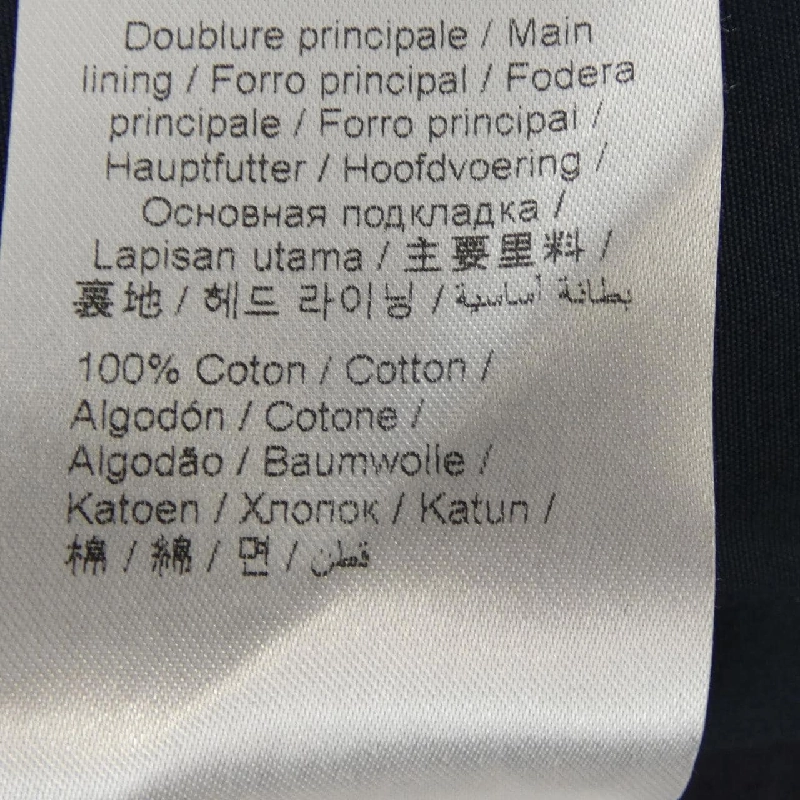 Doublure principale / Main
lining / Forro principal / Fodera
principale / Forro principal /
Hauptfutter / Hoofdvoering /
Основная подкладка /
Lapisan utama / 主要里料 /
裏地 / 헤드 라이닝 / بطانة أساسية
100% Coton / Cotton /
Algodón / Cotone /
Algodão / Baumwolle /
Katoen / Хлопок / Katun /
棉 / 綿 / 면 / قطن